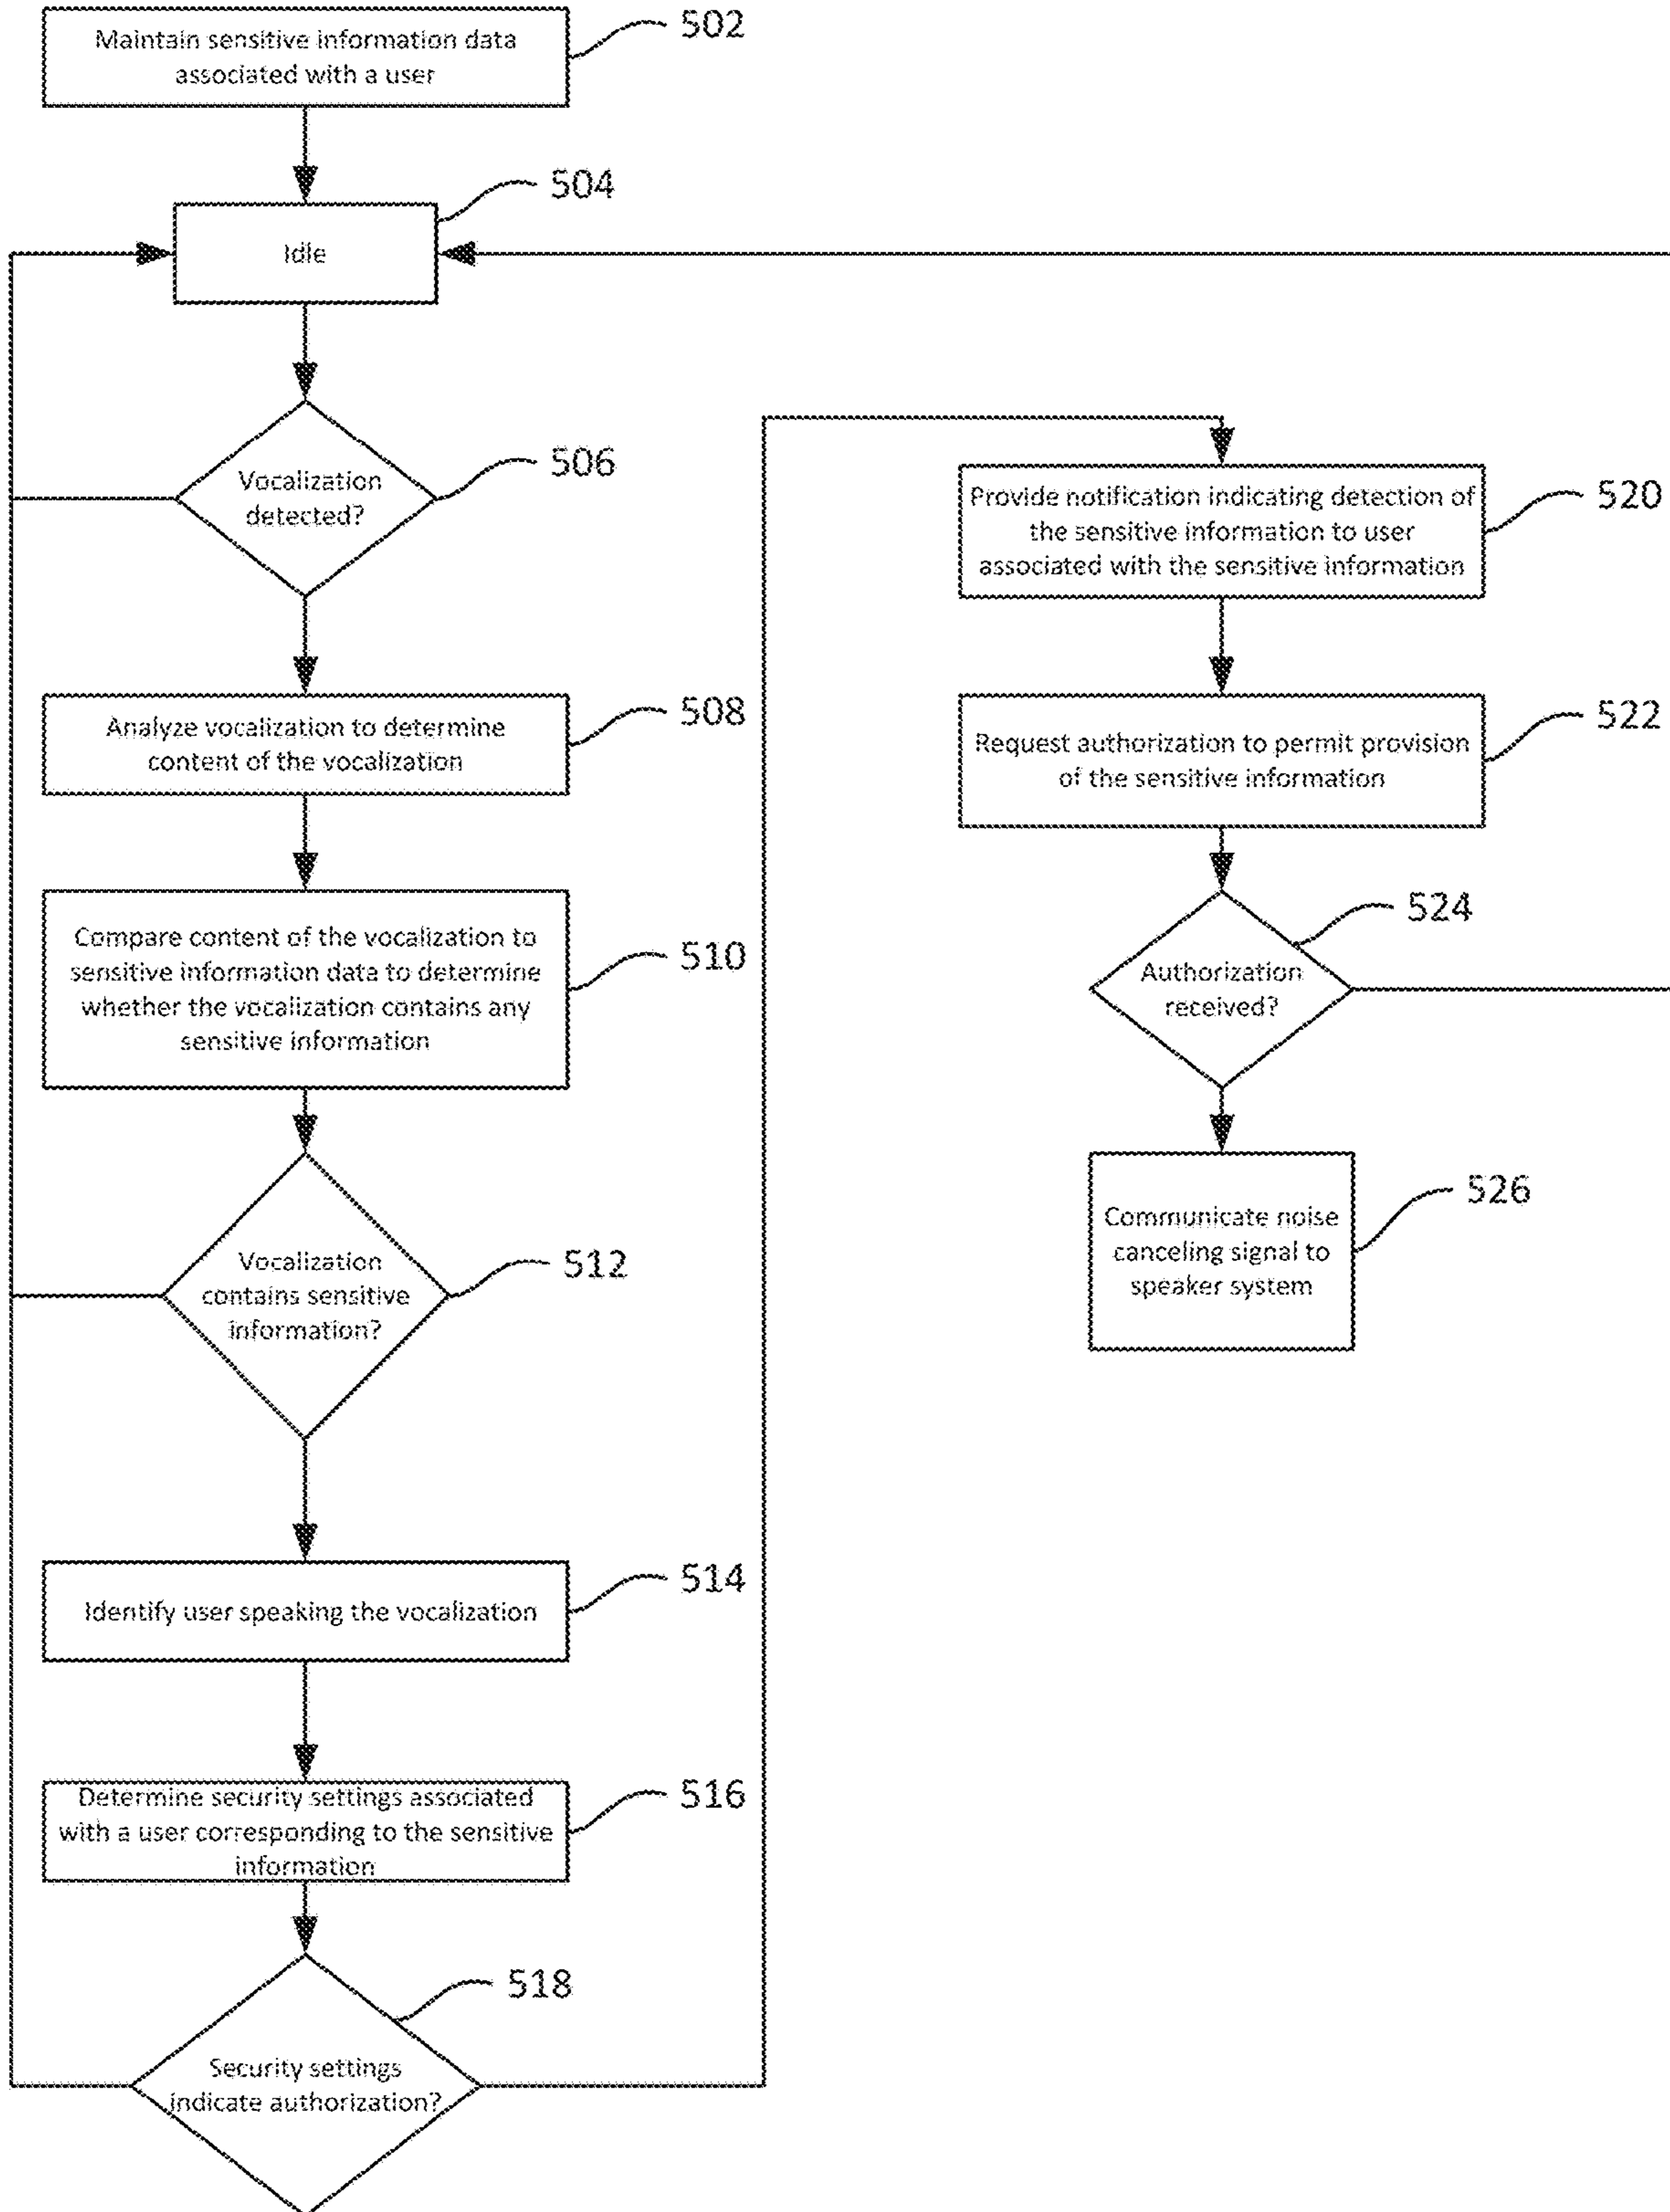 Maintain sensitive information data
associated with a user
502
Idle
504
Vocalization
detected?
506
Analyze vocalization to determine
content of the vocalization
508
Compare content of the vocalization to
sensitive information data to determine
whether the vocalization contains any
sensitive information
510
Vocalization
contains sensitive
information?
512
Identify user speaking the vocalization
514
Determine security settings associated
with a user corresponding to the sensitive
information
516
Security settings
indicate authorization?
518
Provide notification indicating detection of
the sensitive information to user
associated with the sensitive information
520
Request authorization to permit provision
of the sensitive information
522
Authorization
received?
524
Communicate noise
canceling signal to
speaker system
526